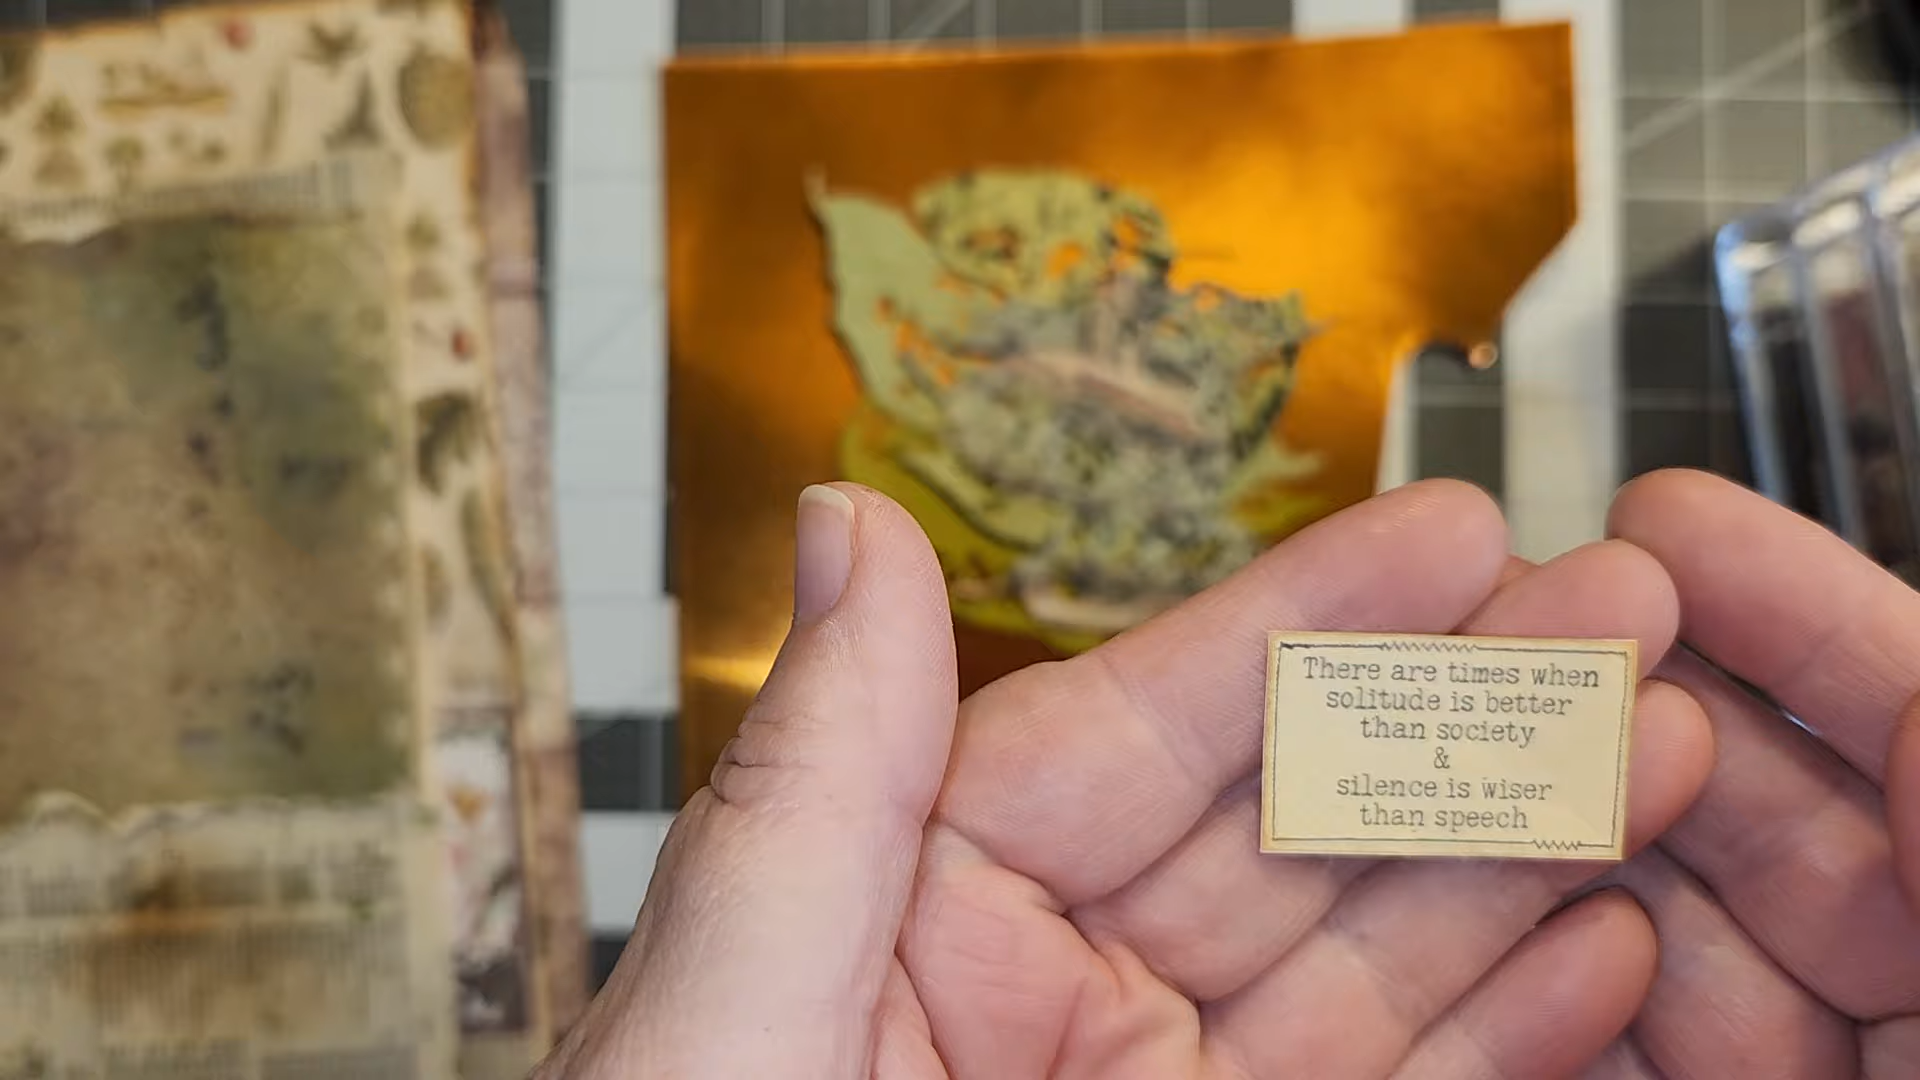 There are times when
solitude is better
than society
&
silence is wiser
than speech